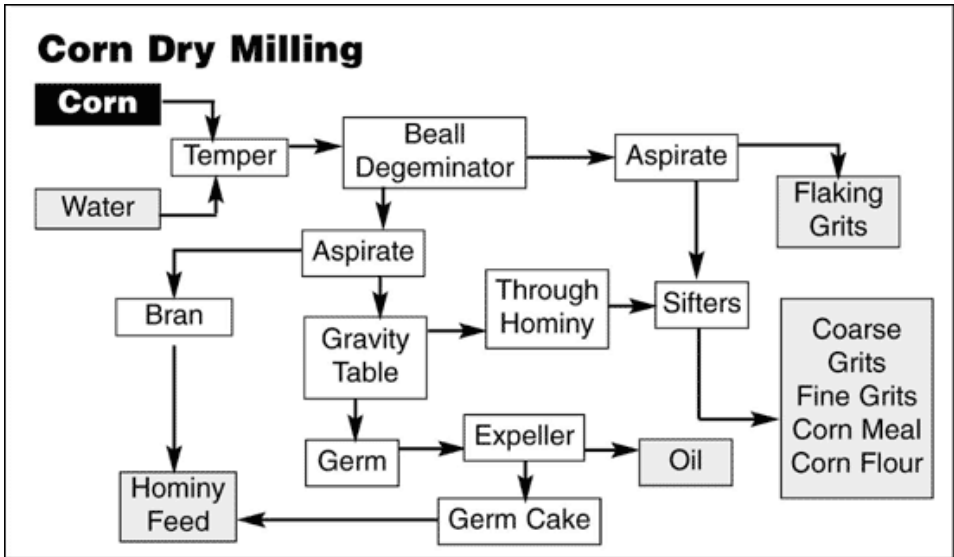 Corn Dry Milling
Corn
Temper
Water
Beall
Degeminator
Aspirate
Flaking
Grits
Aspirate
Bran
Gravity
Table
Through
Hominy
Sifters
Coarse
Grits
Fine Grits
Corn Meal
Corn Flour
Germ
Expeller
Oil
Hominy
Feed
Germ Cake